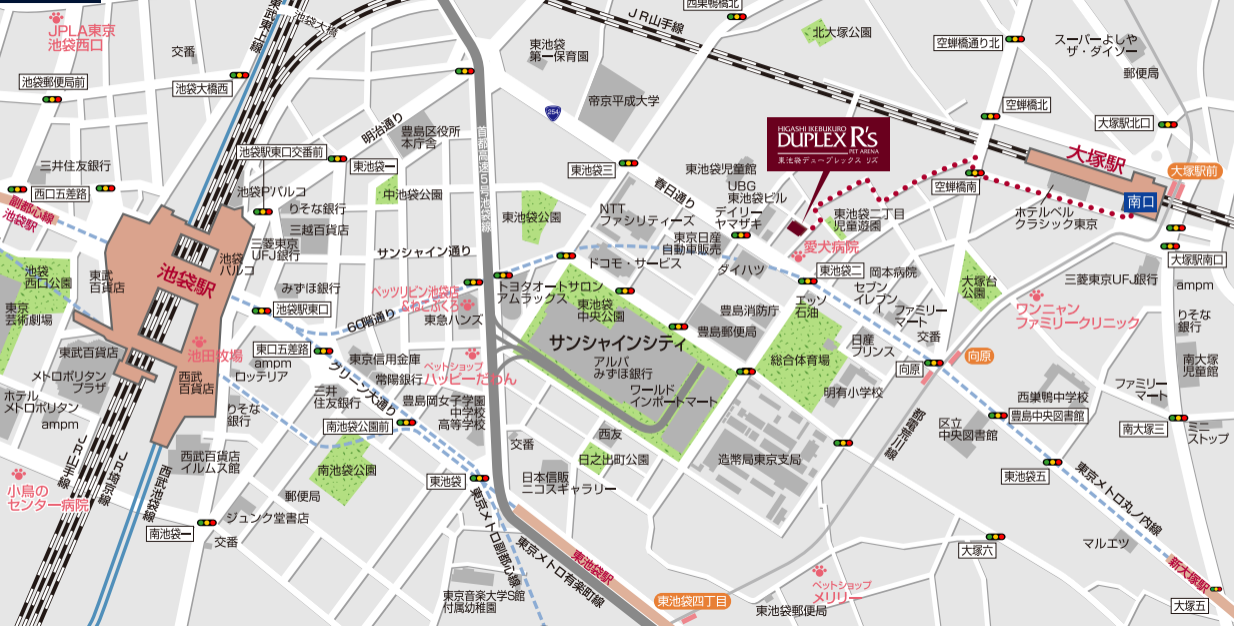 JPLA東京
池袋西口
交番
東武東上線
池袋大橋
池袋郵便局前
池袋大橋西
東池袋
第一保育園
JR山手線
西巣鴨橋北
北大塚公園
空蝉橋通り北
スーパーよしや
ザ・ダイソー
郵便局
254
帝京平成大学
空蝉橋北
大塚駅北口
明治通り
豊島区役所
本庁舎
首都高速5号池袋線
池袋駅東口交番前
東池袋一
東池袋三
HIGASHI IKEBUKURO
DUPLEX R's
PET ARENA
東池袋デュープレックス リズ
大塚駅
大塚駅前
三井住友銀行
西口五差路
副都心線
池袋駅
池袋Pパルコ
中池袋公園
りそな銀行
三越百貨店
東池袋公園
春日通り
東池袋児童館
UBG
東池袋ビル
デイリー
ヤマザキ
空蝉橋南
南口
ホテルベル
クラシック東京
東池袋二丁目
児童遊園
NTT
ファシリティーズ
東京日産
自動車販売
愛犬病院
池袋
パルコ
三菱東京
UFJ銀行
サンシャイン通り
ドコモ・サービス
ダイハツ
東池袋二
岡本病院
大塚駅南口
池袋
西口公園
東武
百貨店
池袋駅
みずほ銀行
ペッツリビン池袋店
&ねこぶくろ
東急ハンズ
トヨタオートサロン
アムラックス
東池袋
中央公園
エッソ
石油
セブン
イレブン
大塚台
公園
三菱東京UFJ銀行
ampm
東京
芸術劇場
池袋駅東口
60階通り
豊島消防庁
豊島郵便局
ファミリー
マート
交番
ワンニャン
ファミリークリニック
りそな
銀行
東武百貨店
池田牧場
東口五差路
サンシャインシティ
日産
プリンス
向原
向原
メトロポリタン
プラザ
西武
百貨店
ampm
ロッテリア
東京信用金庫
グリーン大通り
常陽銀行
ペットショップ
ハッピーだわん
アルパ
みずほ銀行
総合体育場
南大塚
児童館
ホテル
メトロポリタン
ampm
りそな
銀行
三井
住友銀行
豊島岡女子学園
中学校
高等学校
ワールド
インポートマート
明有小学校
西巣鴨中学校
豊島中央図書館
ファミリー
マート
南池袋公園前
都電荒川線
区立
中央図書館
南大塚三
ミニ
ストップ
JR山手線
JR埼京線
西武池袋線
西武百貨店
イルムス館
南池袋公園
交番
西友
日之出町公園
造幣局東京支局
東池袋五
東京メトロ丸ノ内線
小鳥の
センター病院
郵便局
東池袋
日本信販
ニコスギャラリー
南池袋一
ジュンク堂書店
交番
東京メトロ副都心線
東京メトロ有楽町線
東池袋駅
大塚六
マルエツ
新大塚駅
東京音楽大学S館
付属幼稚園
東池袋四丁目
ペットショップ
メリリー
東池袋郵便局
大塚五